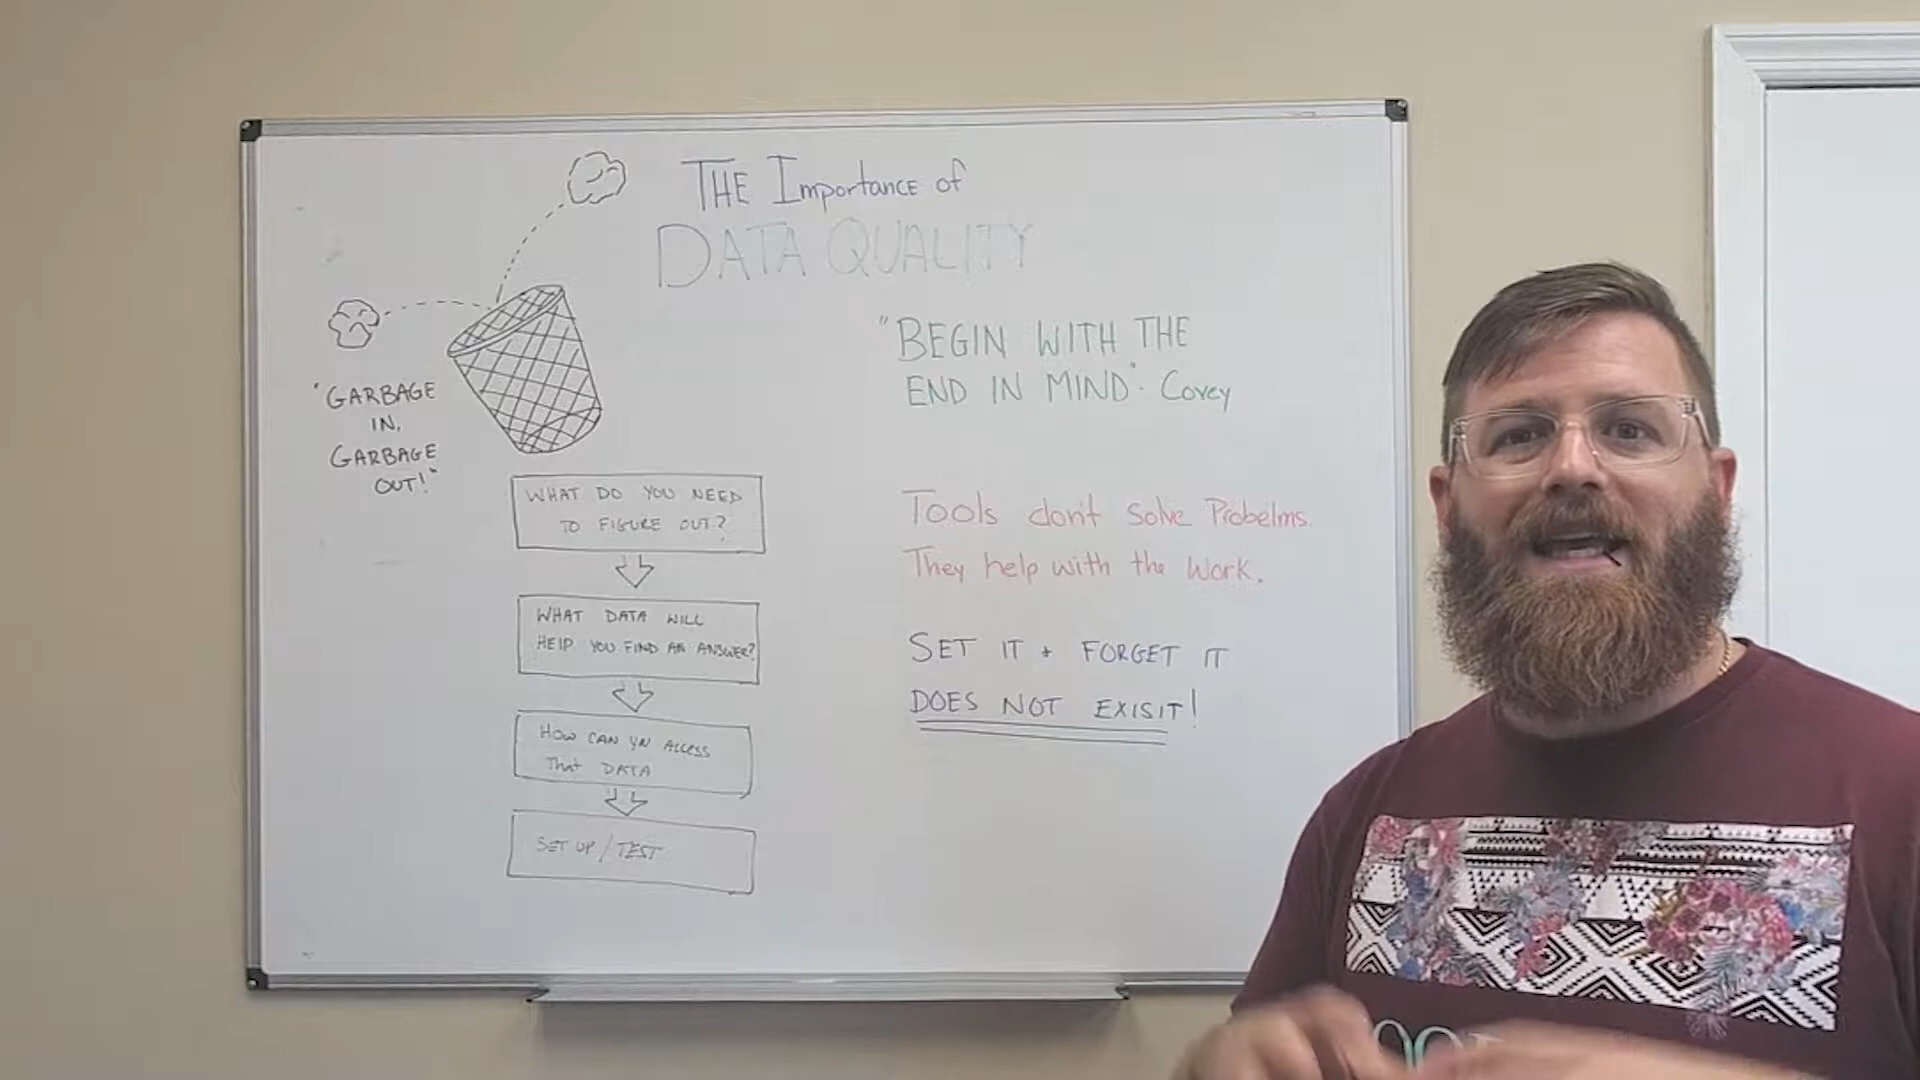 THE Importance of
DATA QUALITY
"GARBAGE
IN,
GARBAGE
OUT!"
"BEGIN WITH THE
END IN MIND". Covey
WHAT DO YOU NEED
TO FIGURE OUT?
WHAT DATA WILL
HELP YOU FIND AN ANSWER?
HOW CAN YOU ACCESS
That DATA
SET UP / TEST
Tools don't Solve Probelms.
They help with the Work.
SET IT + FORGET IT
DOES NOT EXISIT!